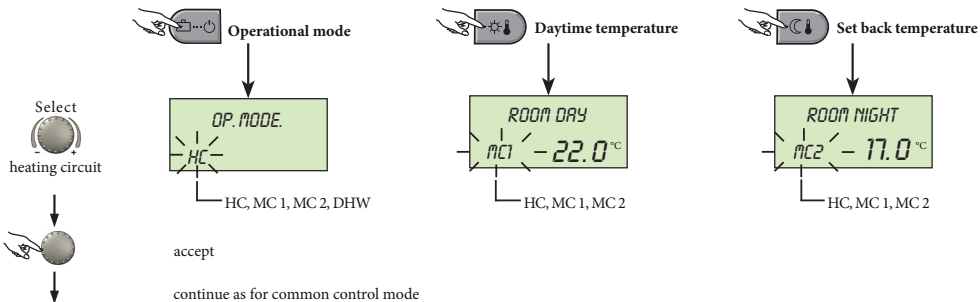 Operational mode
Daytime temperature
Set back temperature
Select
- +
heating circuit
OP. MODE.
HC
HC, MC 1, MC 2, DHW
ROOM DAY
MC1 22.0 °C
HC, MC 1, MC 2
ROOM NIGHT
MC2 17.0 °C
HC, MC 1, MC 2
accept
continue as for common control mode